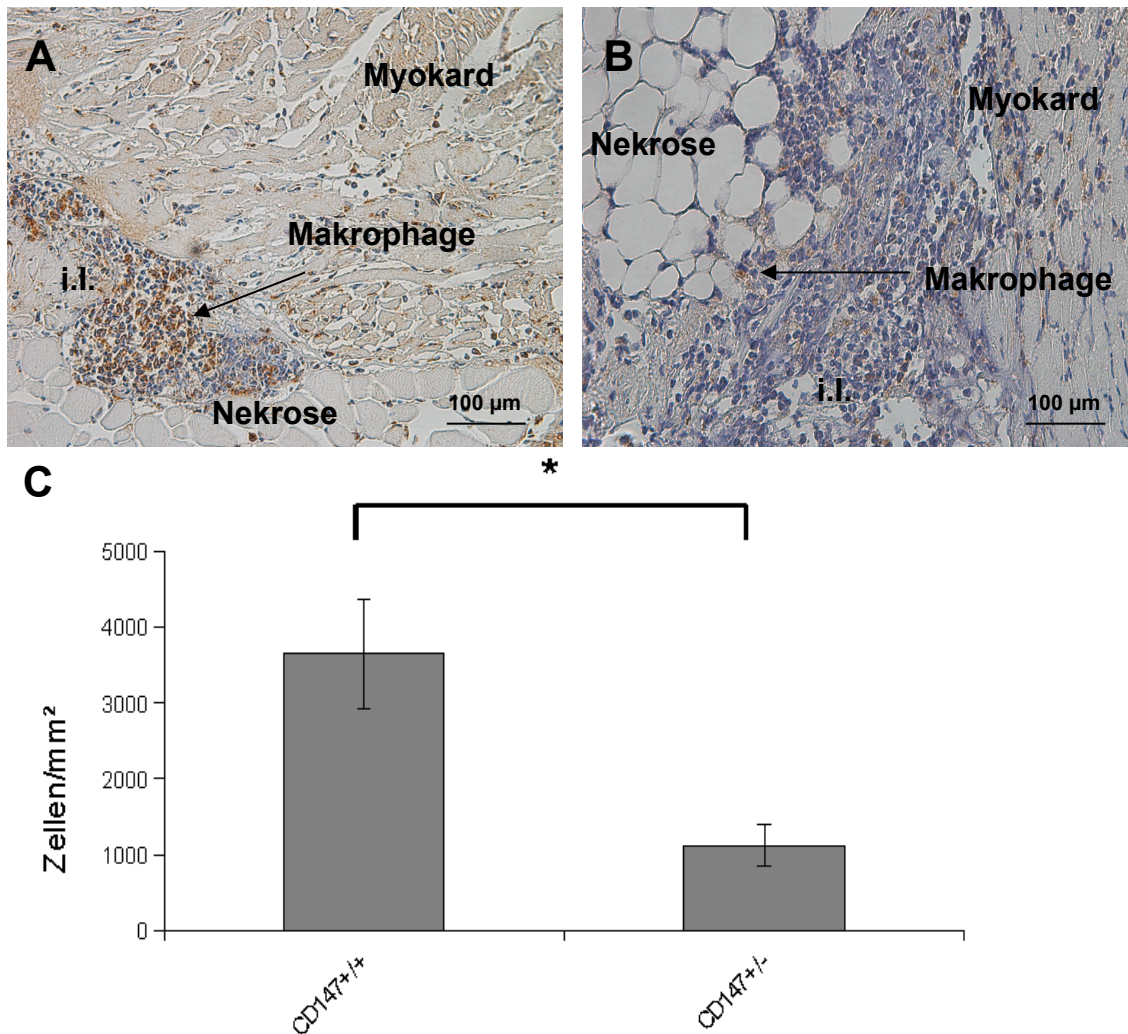 A
Myokard
Makrophage
i.l.
Nekrose
100 µm
B
Myokard
Nekrose
Makrophage
i.l.
100 µm
C
*
Zellen/mm²
5000
4000
3000
2000
1000
0
CD147+/+
CD147+/-